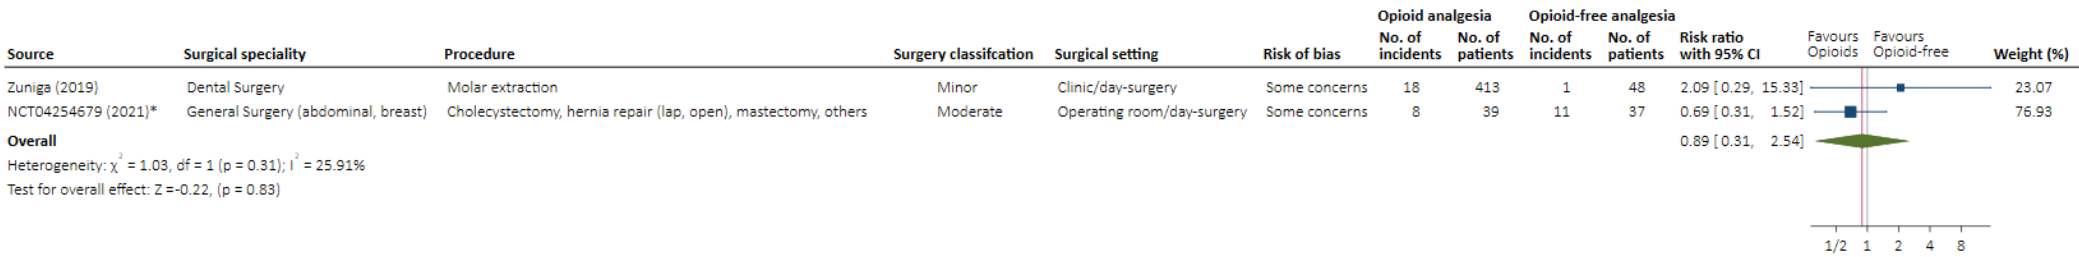 Opioid analgesia Opioid-free analgesia
No. of No. of No. of No. of Risk ratio Favours Favours
Source Surgical speciality Procedure Surgery classifcation Surgical setting Risk of bias incidents patients incidents patients with 95% CI Opioids Opioid-free Weight (%)
Zuniga (2019) Dental Surgery Molar extraction Minor Clinic/day-surgery Some concerns 18 413 1 48 2.09 [ 0.29, 15.33] 23.07
NCT04254679 (2021)* General Surgery (abdominal, breast) Cholecystectomy, hernia repair (lap, open), mastectomy, others Moderate Operating room/day-surgery Some concerns 8 39 11 37 0.69 [ 0.31, 1.52] 76.93
Overall 0.89 [ 0.31, 2.54]
Heterogeneity: χ² = 1.03, df = 1 (p = 0.31); I² = 25.91%
Test for overall effect: Z =-0.22, (p = 0.83)
1/2 1 2 4 8